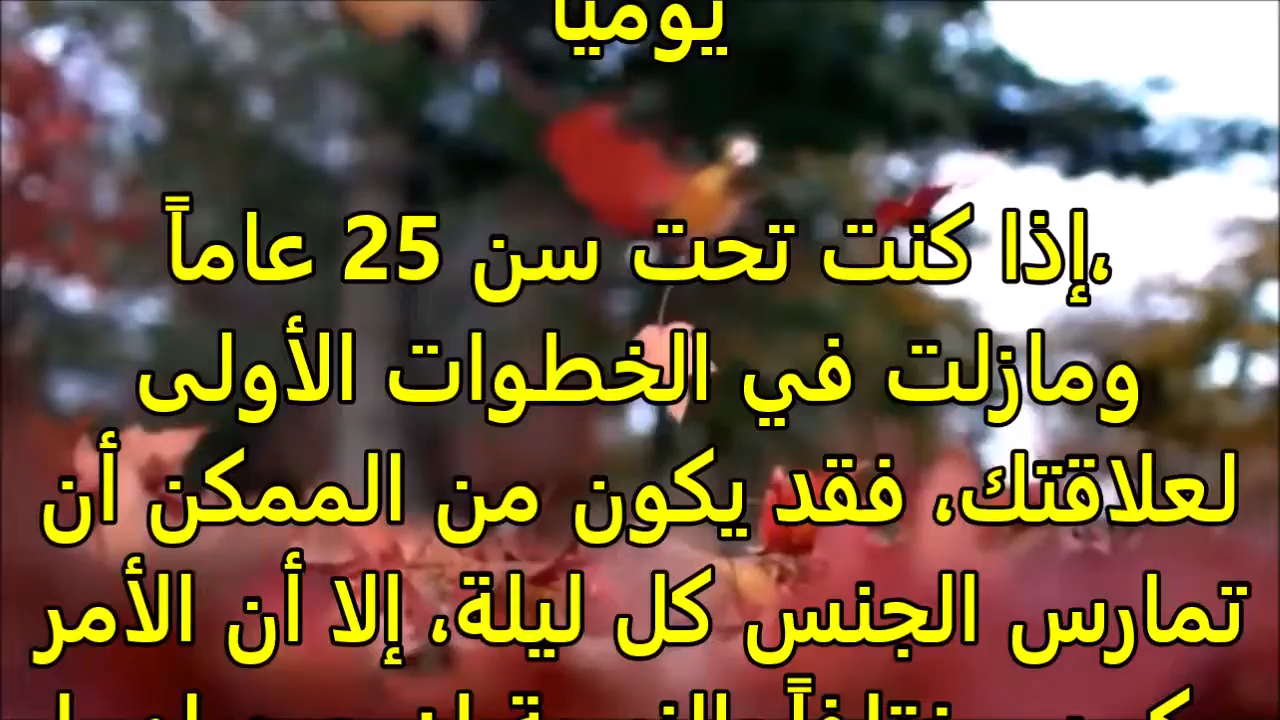 يوميا
إذا كنت تحت سن 25 عاماً،
ومازلت في الخطوات الأولى
لعلاقتك، فقد يكون من الممكن أن
تمارس الجنس كل ليلة، إلا أن الأمر